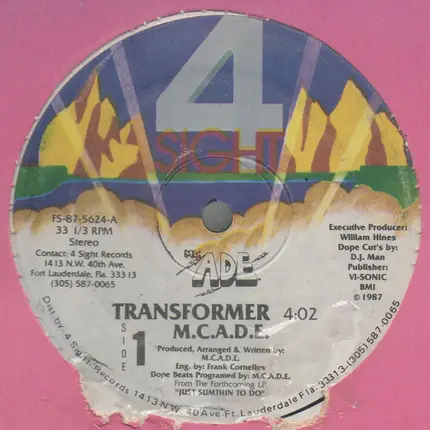 4
SIGHT
FS-87-5624-A
33 1/3 RPM
Stereo
Contact: 4 Sight Records
1413 N.W. 40th Ave.
Fort Lauderdale, Fla. 333 13
(305) 587-0065
Executive Producer:
William Hines
Dope Cut's by:
D.J. Man
Publisher:
VI-SONIC
BMI
© 1987
Mc
ADE
TRANSFORMER 4:02
M.C.A.D.E.
SIDE 1
Produced, Arranged & Written by:
M.C.A.D.E.
Eng. by: Frank Cornelius
Dope Beats Programed by: M.C.A.D.E.
From The Forthcoming LP
"JUST SUMTHIN TO DO"
Dist. by: 4 Sight Records 1413 N.W. 40 Ave Ft. Lauderdale Fla. 33313-(305) 587-0065